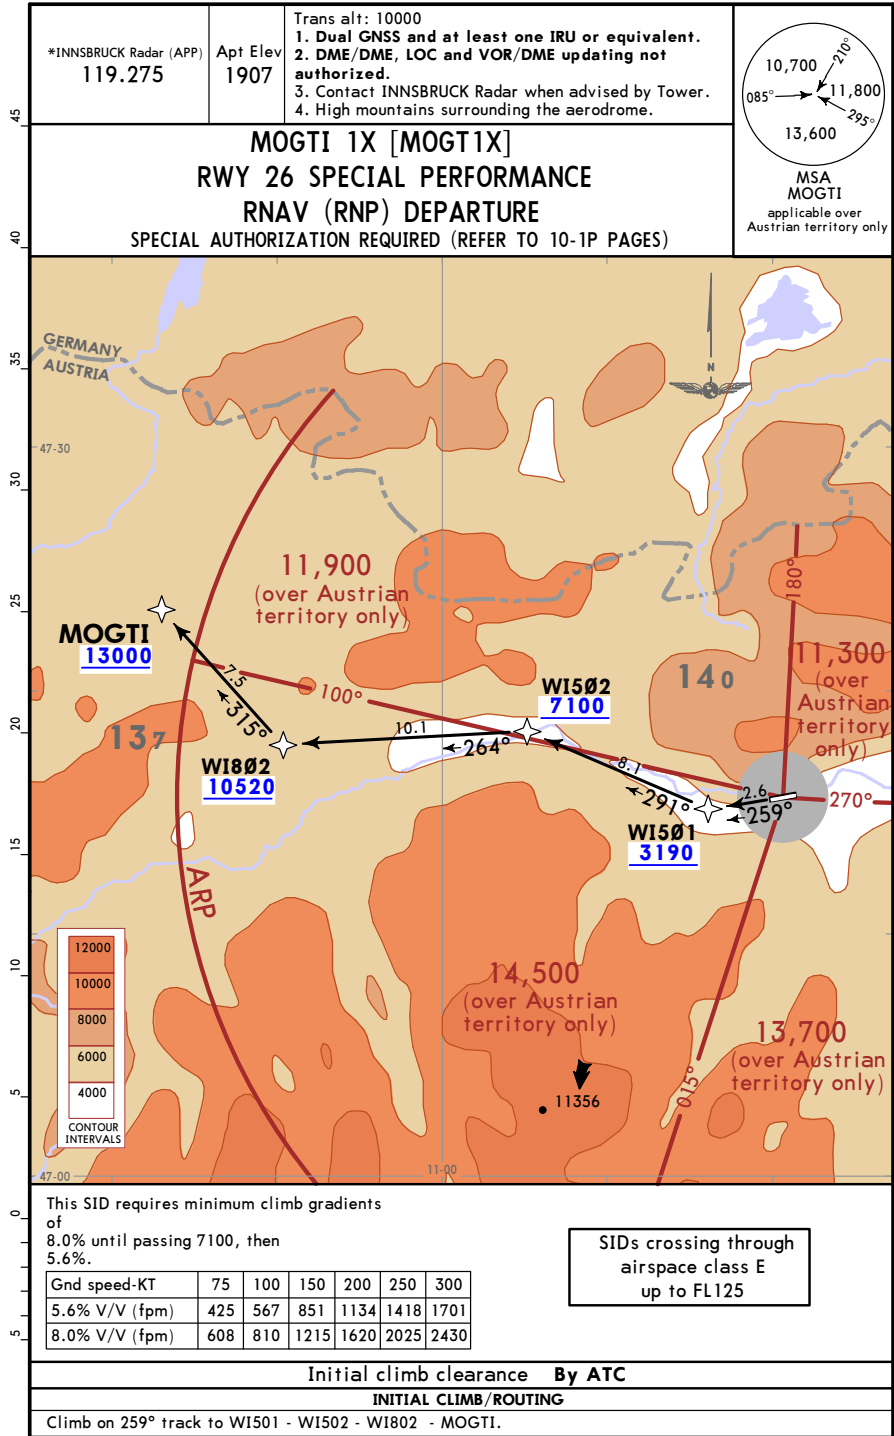 *INNSBRUCK Radar (APP)
119.275
Apt Elev
1907
Trans alt: 10000
1. Dual GNSS and at least one IRU or equivalent.
2. DME/DME, LOC and VOR/DME updating not
authorized.
3. Contact INNSBRUCK Radar when advised by Tower.
4. High mountains surrounding the aerodrome.
10,700
210°
085°
11,800
295°
13,600
MSA
MOGTI
applicable over
Austrian territory only
MOGTI 1X [MOGT1X]
RWY 26 SPECIAL PERFORMANCE
RNAV (RNP) DEPARTURE
SPECIAL AUTHORIZATION REQUIRED (REFER TO 10-1P PAGES)
45
40
35
30
25
20
15
10
5
0
5
GERMANY
AUSTRIA
N
47-30
11,900
(over Austrian
territory only)
180°
MOGTI
13000
7.5
315°
100°
WI5Ø2
7100
140
11,300
(over
Austrian
territory
only)
137
10.1
264°
WI8Ø2
10520
8.1
291°
2.6
259°
270°
WI5Ø1
3190
ARP
12000
10000
8000
6000
4000
CONTOUR
INTERVALS
14,500
(over Austrian
territory only)
13,700
(over Austrian
territory only)
015°
11356
47-00
11-00
This SID requires minimum climb gradients
of
8.0% until passing 7100, then
5.6%.
Gnd speed-KT 75 100 150 200 250 300
5.6% V/V (fpm) 425 567 851 1134 1418 1701
8.0% V/V (fpm) 608 810 1215 1620 2025 2430
SIDs crossing through
airspace class E
up to FL125
Initial climb clearance By ATC
INITIAL CLIMB/ROUTING
Climb on 259° track to WI501 - WI502 - WI802 - MOGTI.